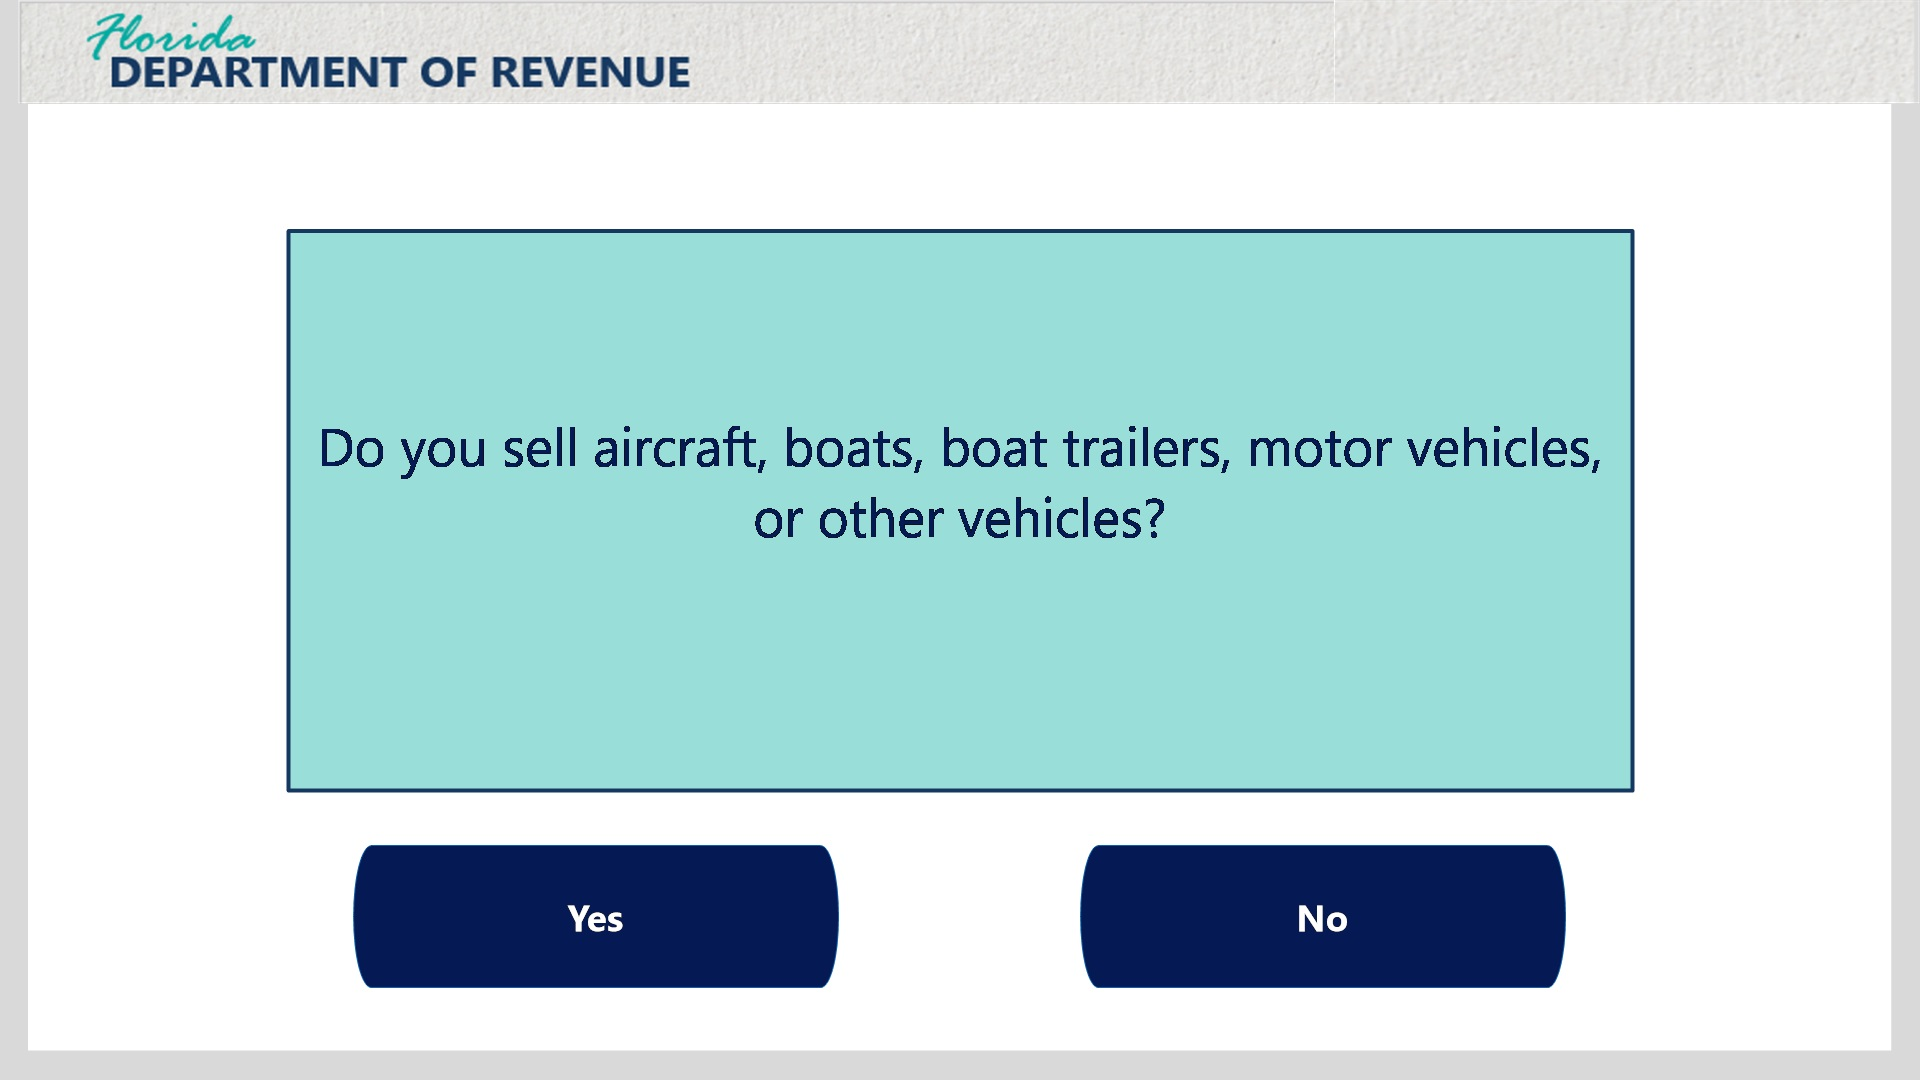 Florida
DEPARTMENT OF REVENUE
Do you sell aircraft, boats, boat trailers, motor vehicles,
or other vehicles?
Yes
No